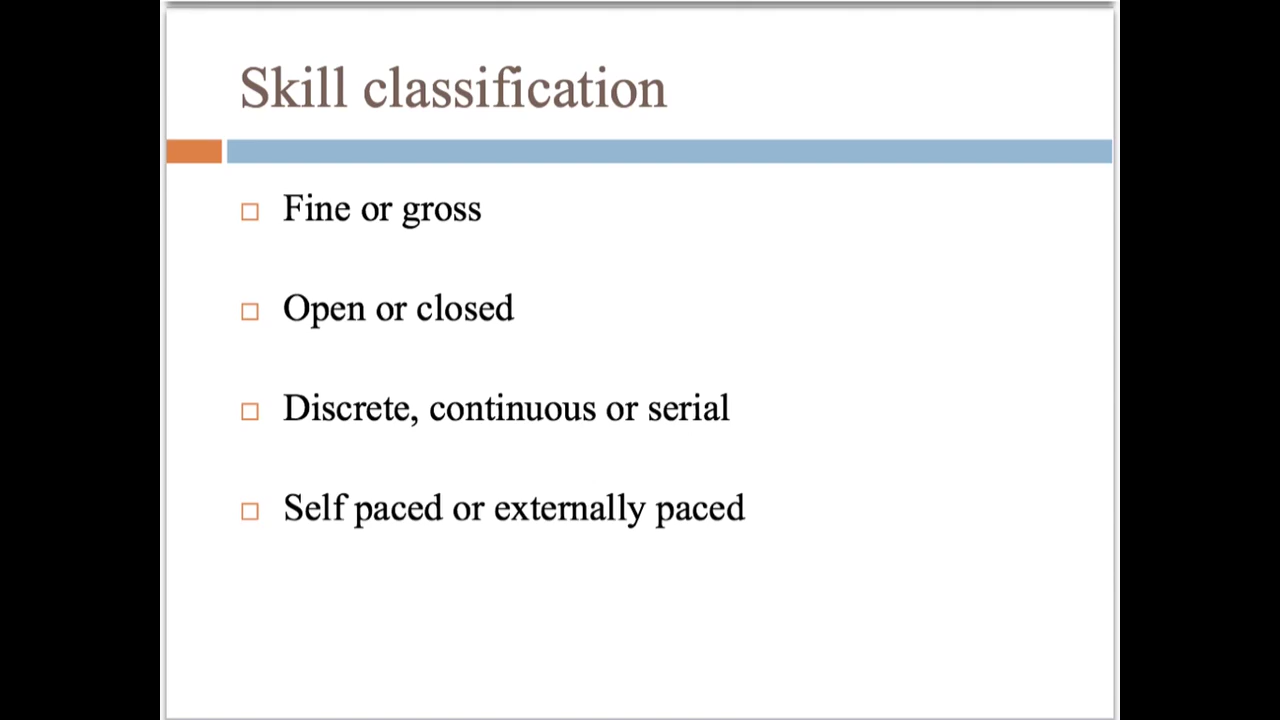 Skill classification
Fine or gross
Open or closed
Discrete, continuous or serial
Self paced or externally paced